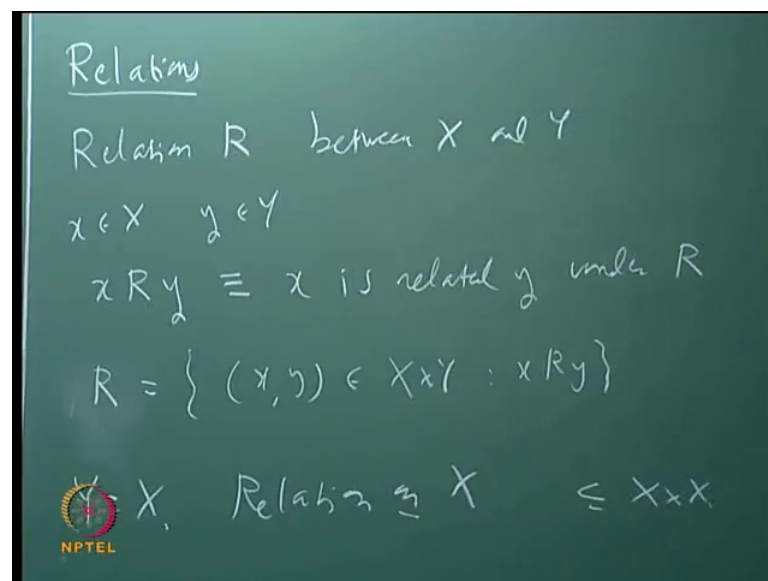 Relations
Relation R between X and Y
x ∈ X y ∈ Y
x R y ≡ x is related y under R
R = { (x, y) ∈ X×Y : x R y }
Y = X, Relation on X ⊆ X×X
NPTEL